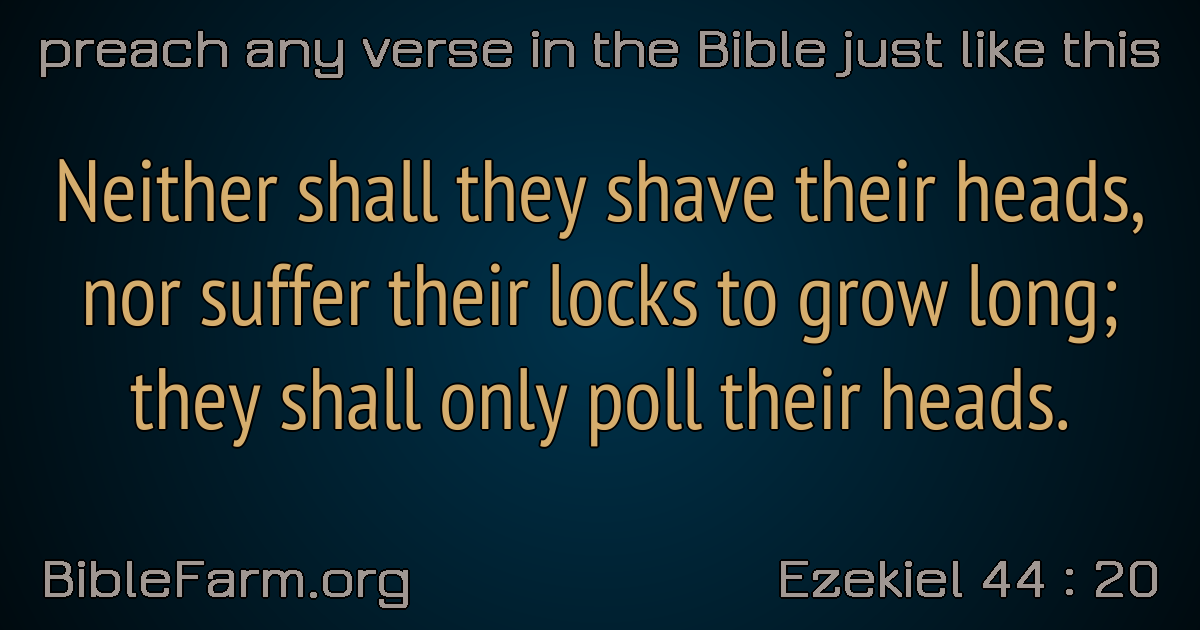 preach any verse in the Bible just like this
Neither shall they shave their heads,
nor suffer their locks to grow long;
they shall only poll their heads.
BibleFarm.org
Ezekiel 44 : 20